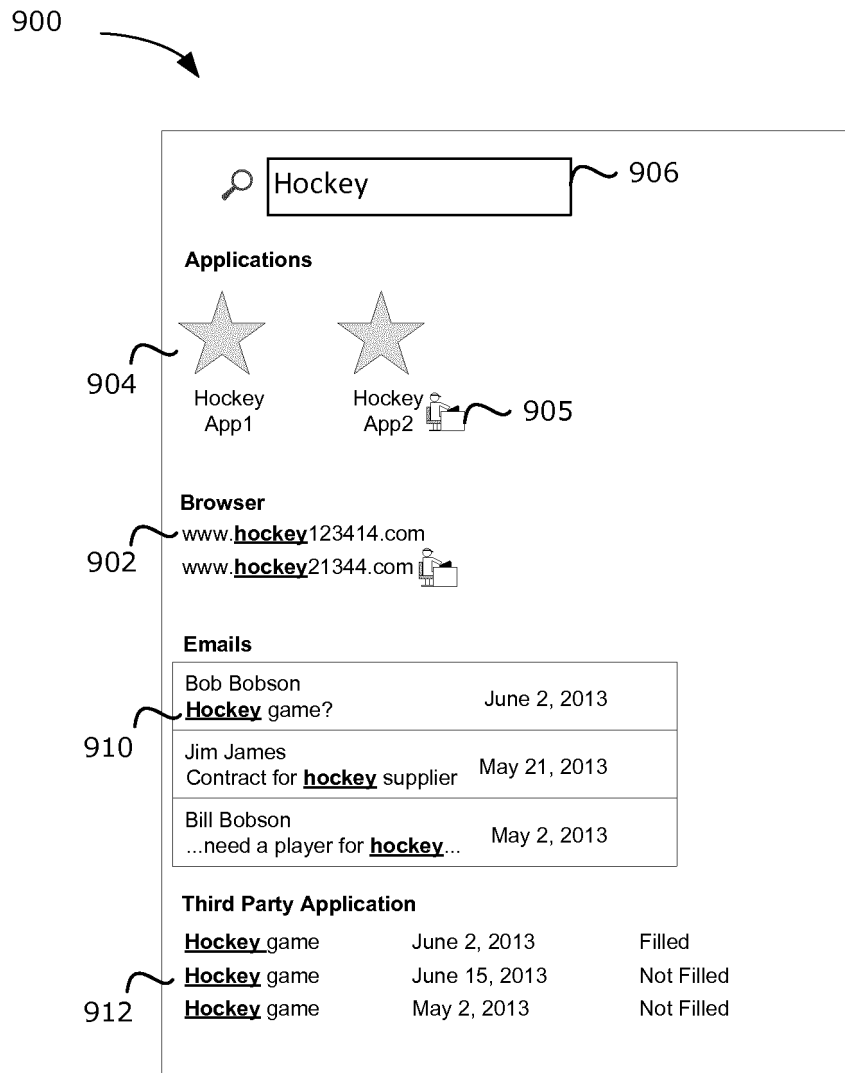 900
Hockey
906
Applications
904
Hockey
App1
Hockey
App2
905
Browser
902
www.hockey123414.com
www.hockey21344.com
Emails
Bob Bobson
Hockey game?
June 2, 2013
910
Jim James
Contract for hockey supplier
May 21, 2013
Bill Bobson
...need a player for hockey...
May 2, 2013
Third Party Application
Hockey game June 2, 2013 Filled
Hockey game June 15, 2013 Not Filled
912
Hockey game May 2, 2013 Not Filled